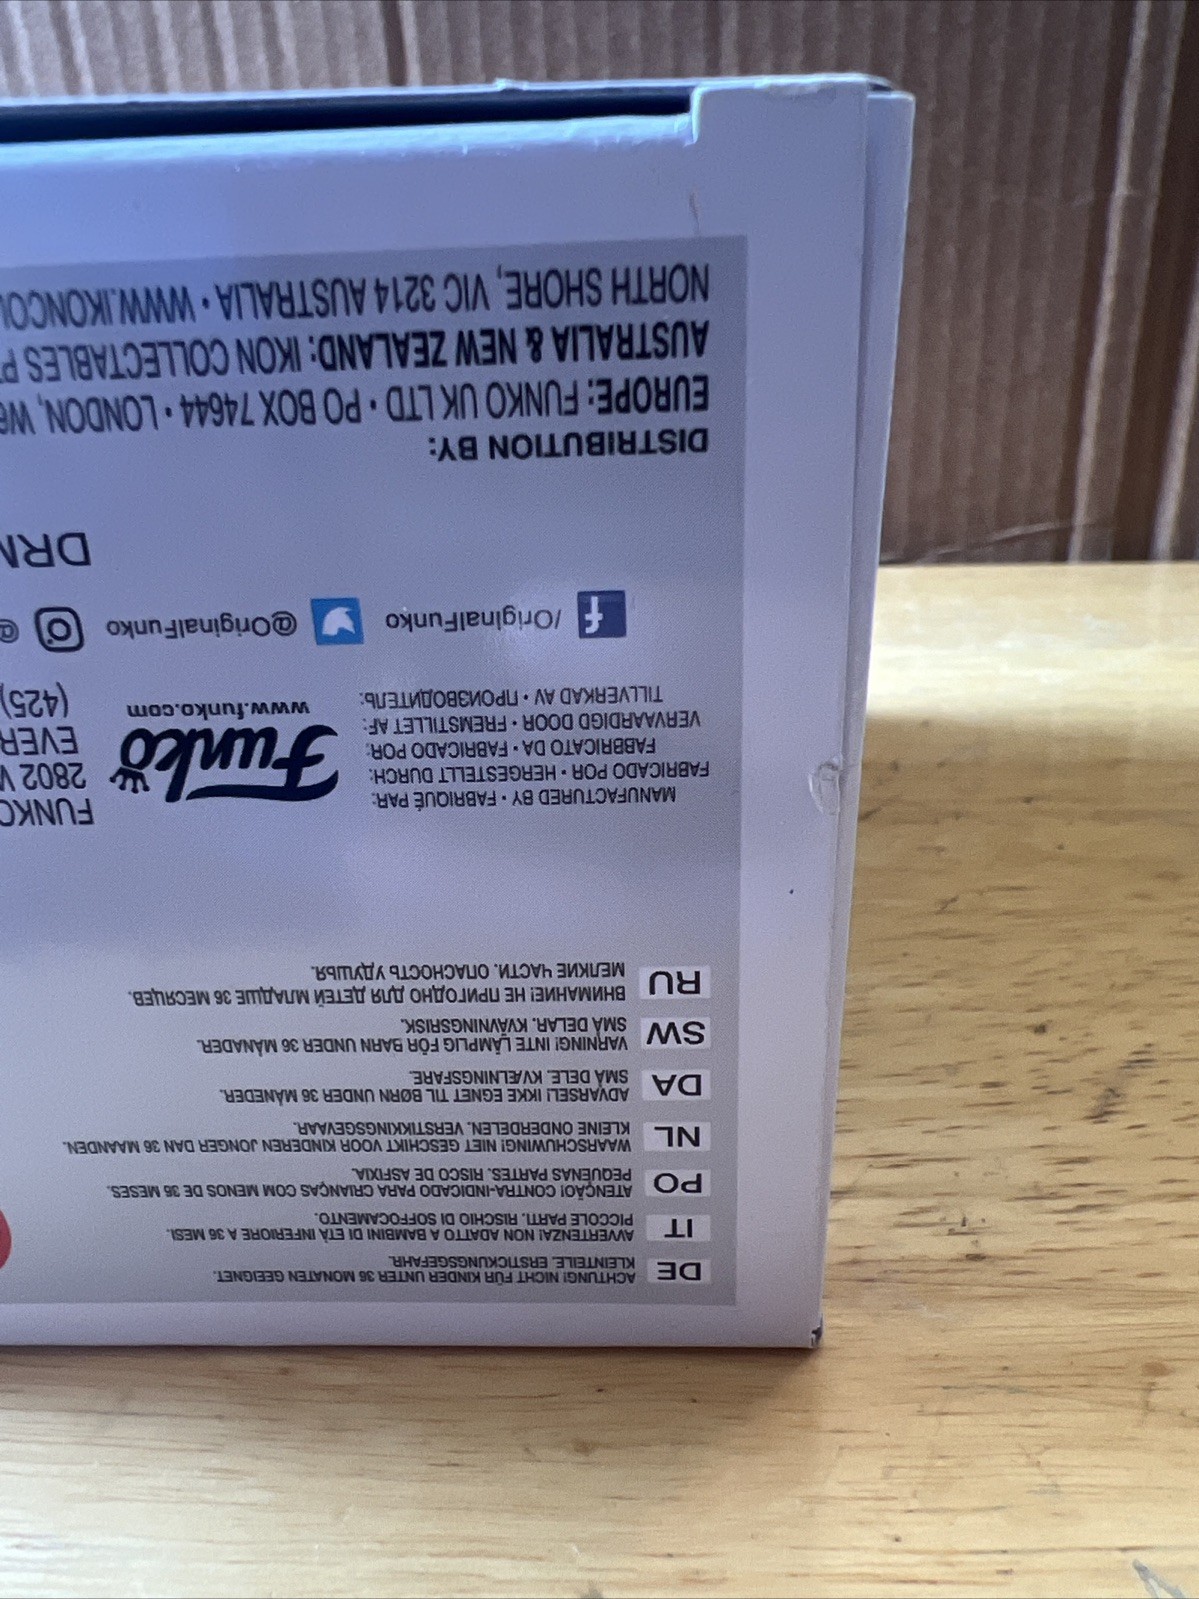 DE ACHTUNG! NICHT FÜR KINDER UNTER 36 MONATEN GEEIGNET.
KLEINTEILE. ERSTICKUNGSGEFAHR.
IT AVVERTENZA! NON ADATTO A BAMBINI DI ETÀ INFERIORE A 36 MESI.
PICCOLE PARTI. RISCHIO DI SOFFOCAMENTO.
PO ATENÇÃO! CONTRA-INDICADO PARA CRIANÇAS COM MENOS DE 36 MESES.
PEQUENAS PARTES. RISCO DE ASFIXIA.
NL WAARSCHUWING! NIET GESCHIKT VOOR KINDEREN JONGER DAN 36 MAANDEN.
KLEINE ONDERDELEN. VERSTIKKINGSGEVAAR.
DA ADVARSEL! IKKE EGNET TIL BØRN UNDER 36 MÅNEDER.
SMÅ DELE. KVÆLNINGSFARE.
SW VARNING! INTE LÄMPLIG FÖR BARN UNDER 36 MÅNADER.
SMÅ DELAR. KVÄVNINGSRISK.
RU ВНИМАНИЕ! НЕ ПРИГОДНО ДЛЯ ДЕТЕЙ МЛАДШЕ 36 МЕСЯЦЕВ.
МЕЛКИЕ ЧАСТИ. ОПАСНОСТЬ УДУШЬЯ.
MANUFACTURED BY • FABRIQUÉ PAR:
FABRICADO POR • HERGESTELLT DURCH:
FABBRICATO DA • FABRICADO POR:
VERVAARDIGD DOOR • FREMSTILLET AF:
TILLVERKAD AV • ПРОИЗВОДИТЕЛЬ:
Funko
www.funko.com
FUNKO
2802 W
EVER
(425)
/OriginalFunko @OriginalFunko @
DRM
DISTRIBUTION BY:
EUROPE: FUNKO UK LTD • PO BOX 74644 • LONDON, W6
AUSTRALIA & NEW ZEALAND: IKON COLLECTABLES P
NORTH SHORE, VIC 3214 AUSTRALIA • WWW.IKONCOL